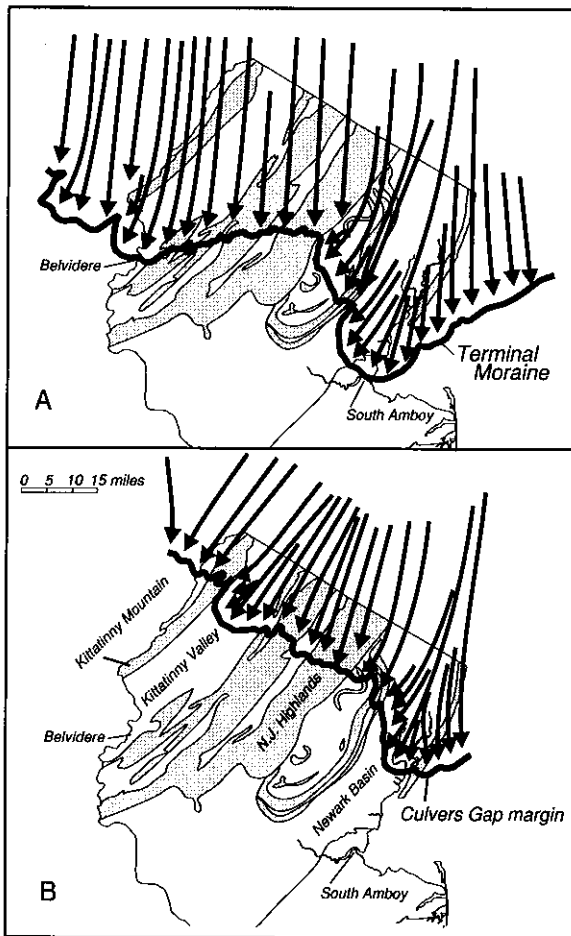 Belvidere
Terminal
Moraine
South Amboy
A
0 5 10 15 miles
Kittatinny Mountain
Kittatinny Valley
Belvidere
N.J. Highlands
Newark Basin
Culvers Gap margin
South Amboy
B